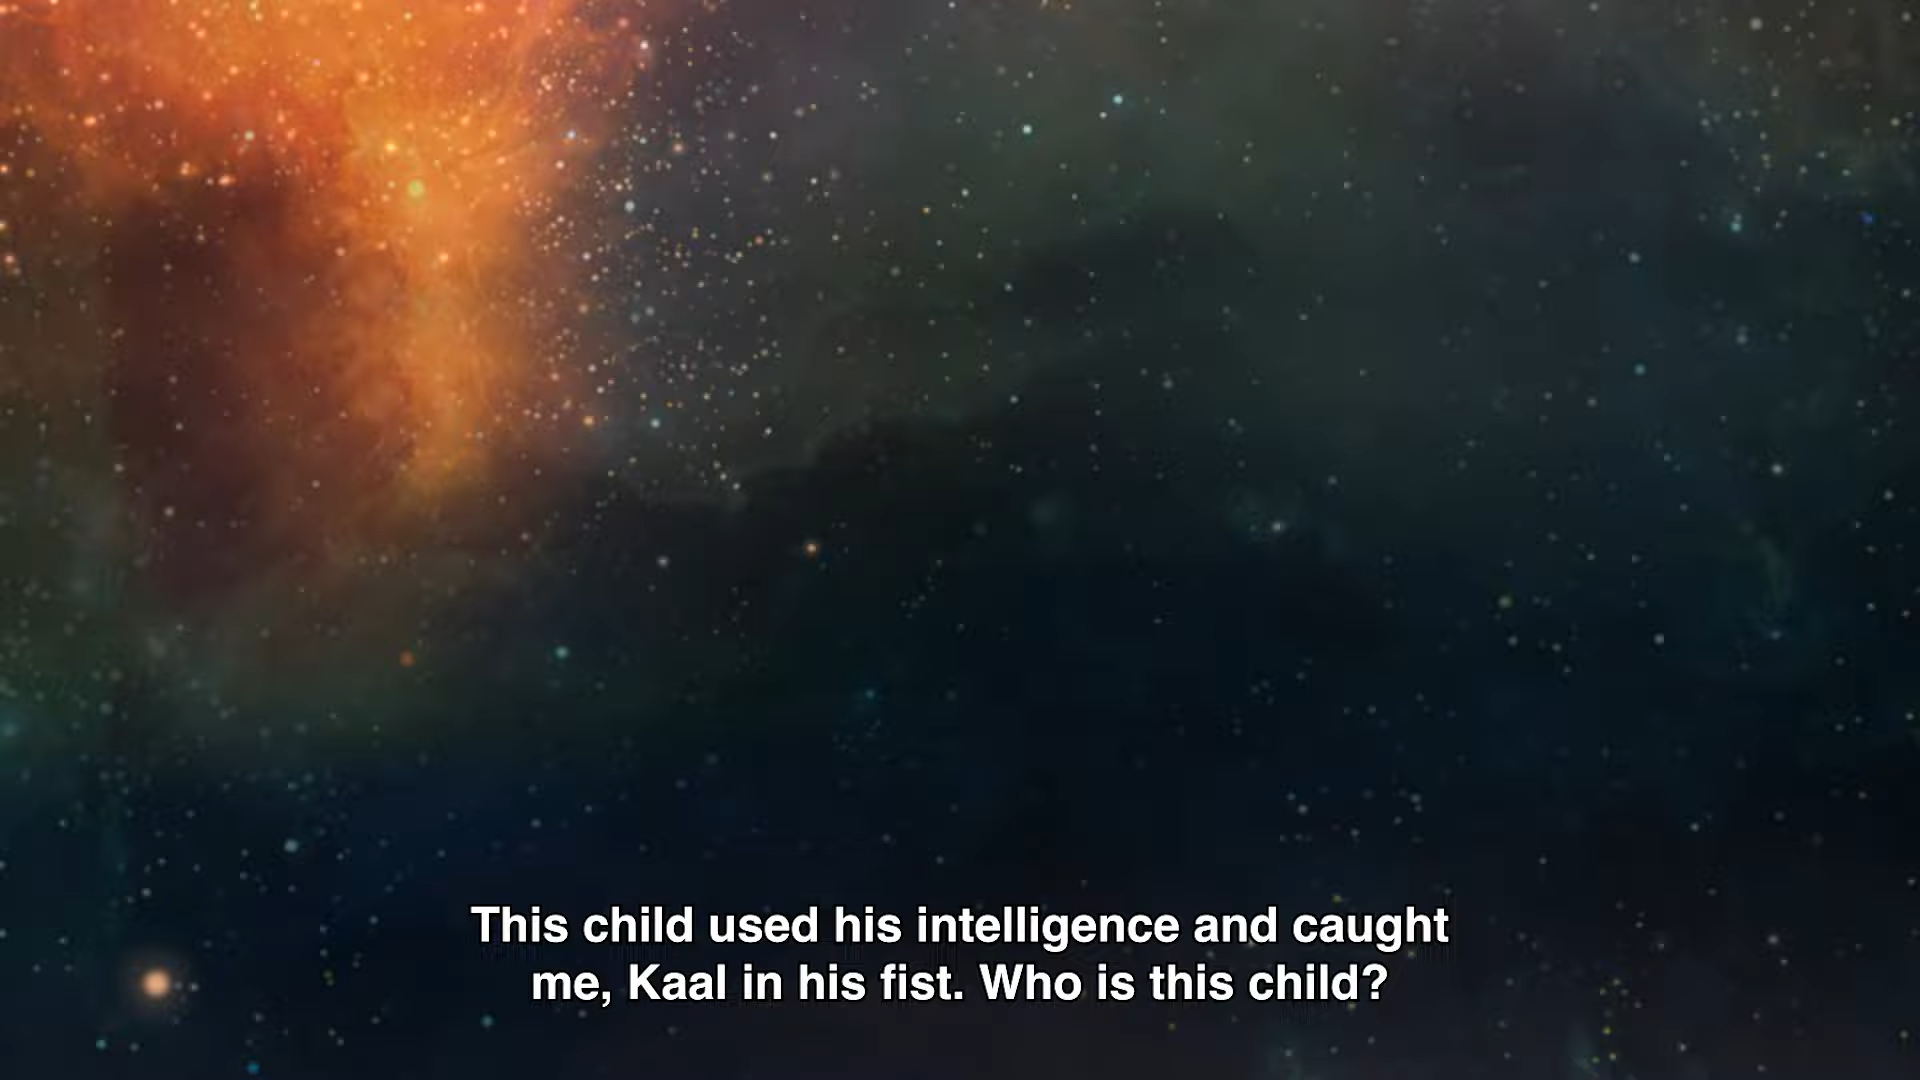 This child used his intelligence and caught
me, Kaal in his fist. Who is this child?